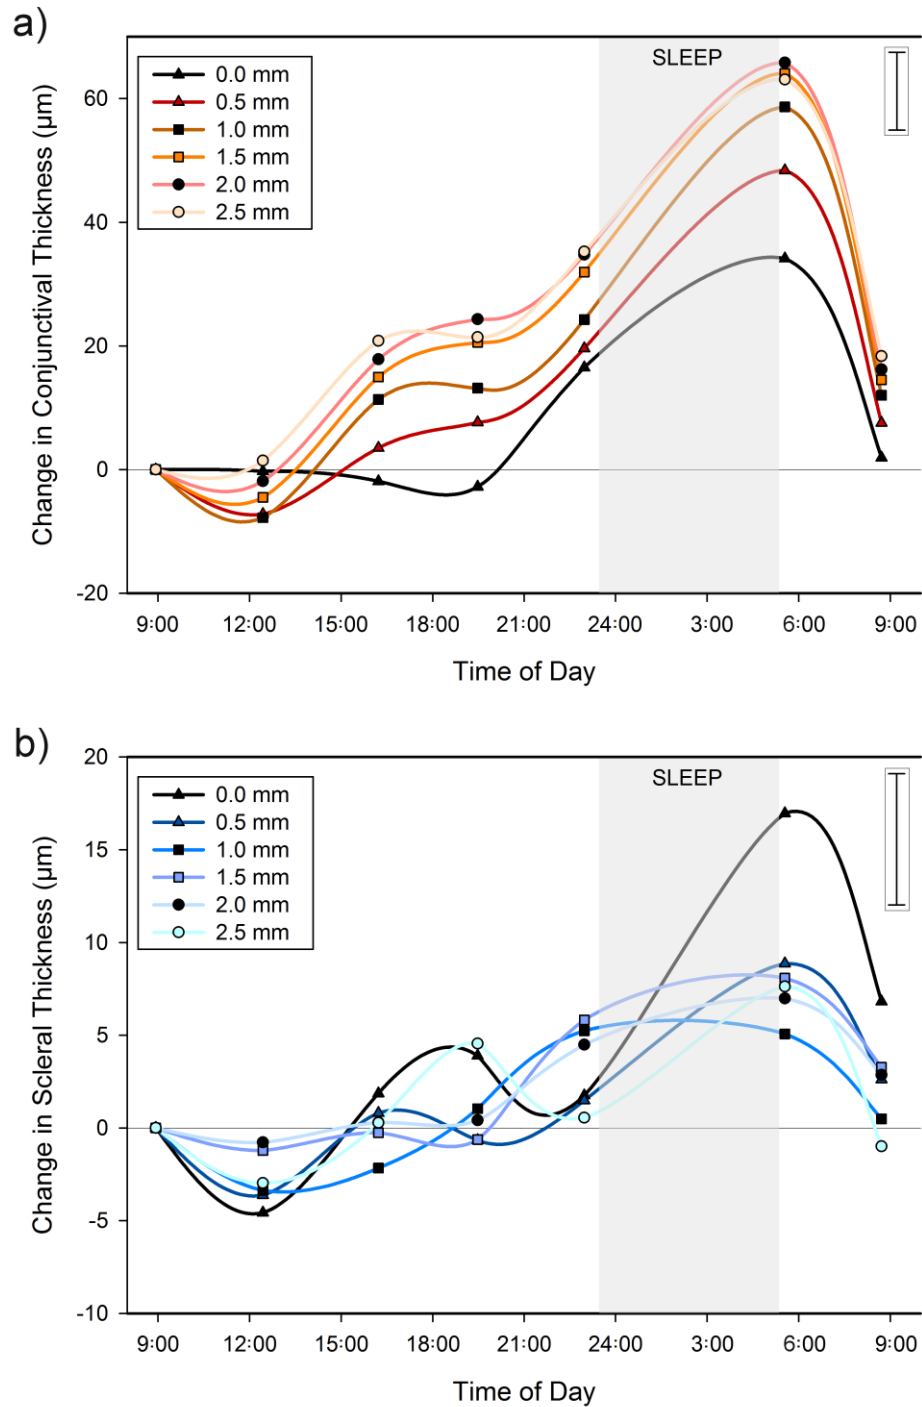 a)
Change in Conjunctival Thickness (µm)
60
40
20
0
-20
0.0 mm
0.5 mm
1.0 mm
1.5 mm
2.0 mm
2.5 mm
SLEEP
9:00 12:00 15:00 18:00 21:00 24:00 3:00 6:00 9:00
Time of Day
b)
Change in Scleral Thickness (µm)
20
15
10
5
0
-5
-10
0.0 mm
0.5 mm
1.0 mm
1.5 mm
2.0 mm
2.5 mm
SLEEP
9:00 12:00 15:00 18:00 21:00 24:00 3:00 6:00 9:00
Time of Day